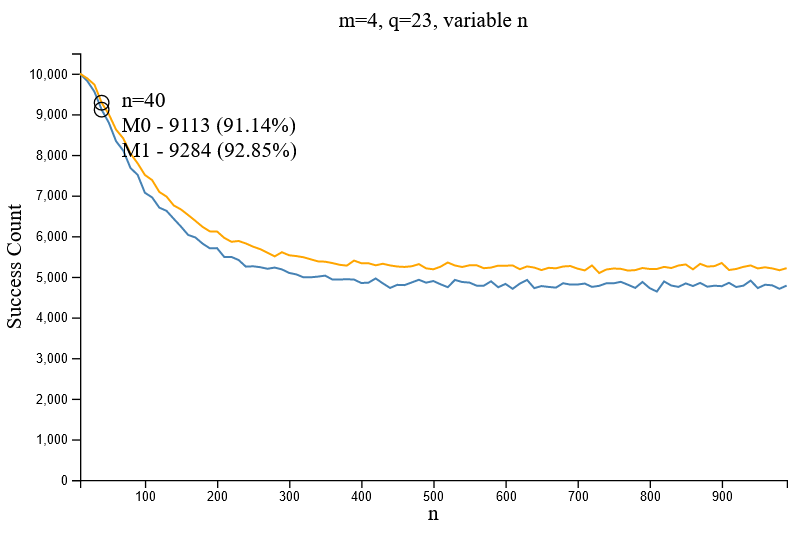 m=4, q=23, variable n
10,000
9,000
8,000
7,000
6,000
5,000
4,000
3,000
2,000
1,000
0
Success Count
n=40
M0 - 9113 (91.14%)
M1 - 9284 (92.85%)
100 200 300 400 500 600 700 800 900
n